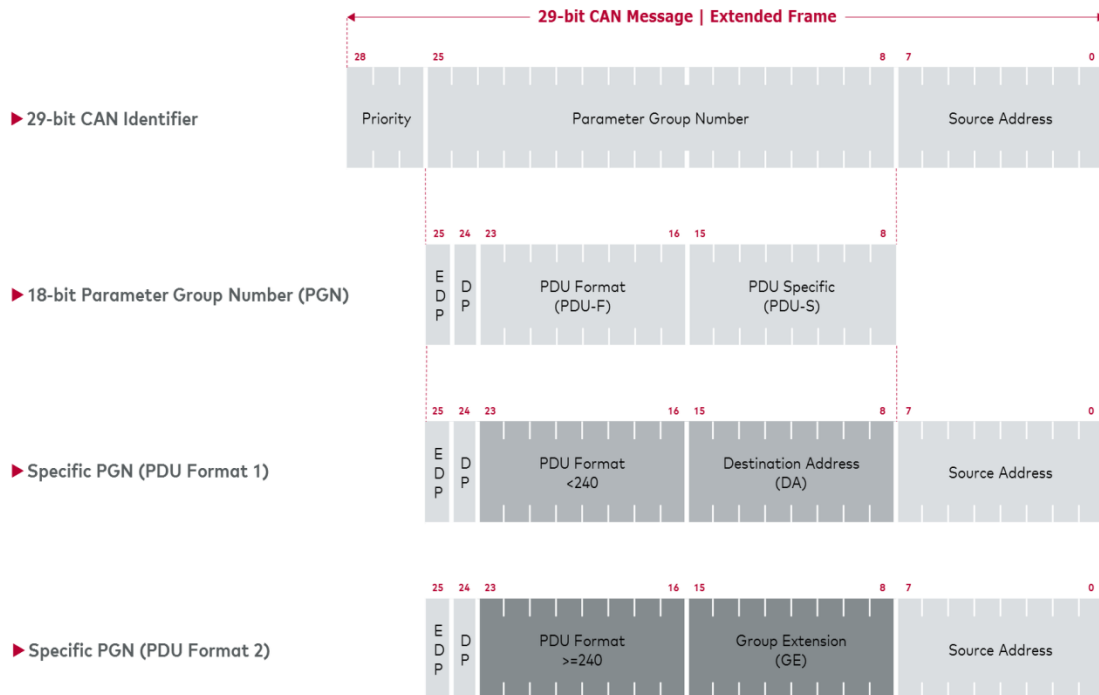 29-bit CAN Message | Extended Frame
28 25 8 7 0
29-bit CAN Identifier
Priority
Parameter Group Number
Source Address
25 24 23 16 15 8
18-bit Parameter Group Number (PGN)
E
D
P
D
P
PDU Format
(PDU-F)
PDU Specific
(PDU-S)
25 24 23 16 15 8 7 0
Specific PGN (PDU Format 1)
E
D
P
D
P
PDU Format
<240
Destination Address
(DA)
Source Address
25 24 23 16 15 8 7 0
Specific PGN (PDU Format 2)
E
D
P
D
P
PDU Format
>=240
Group Extension
(GE)
Source Address